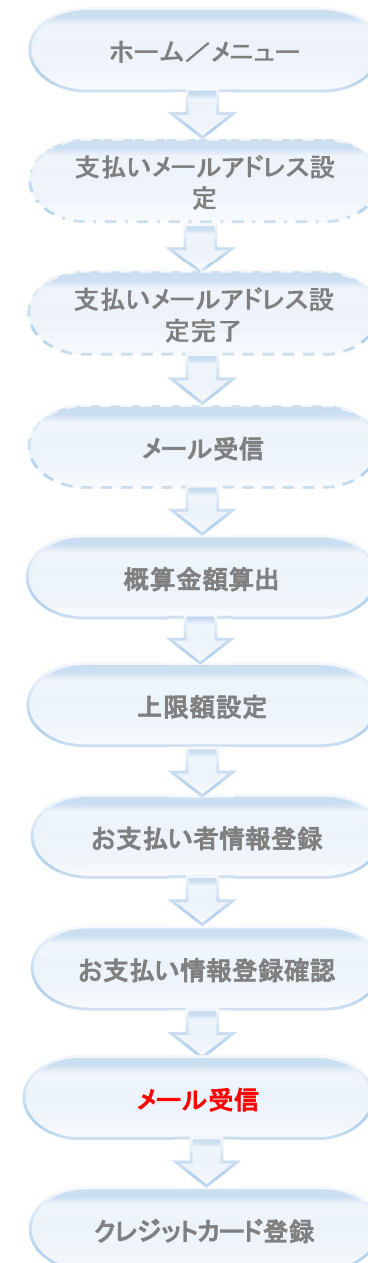 ホーム／メニュー
支払いメールアドレス設
定
支払いメールアドレス設
定完了
メール受信
概算金額算出
上限額設定
お支払い者情報登録
お支払い情報登録確認
メール受信
クレジットカード登録